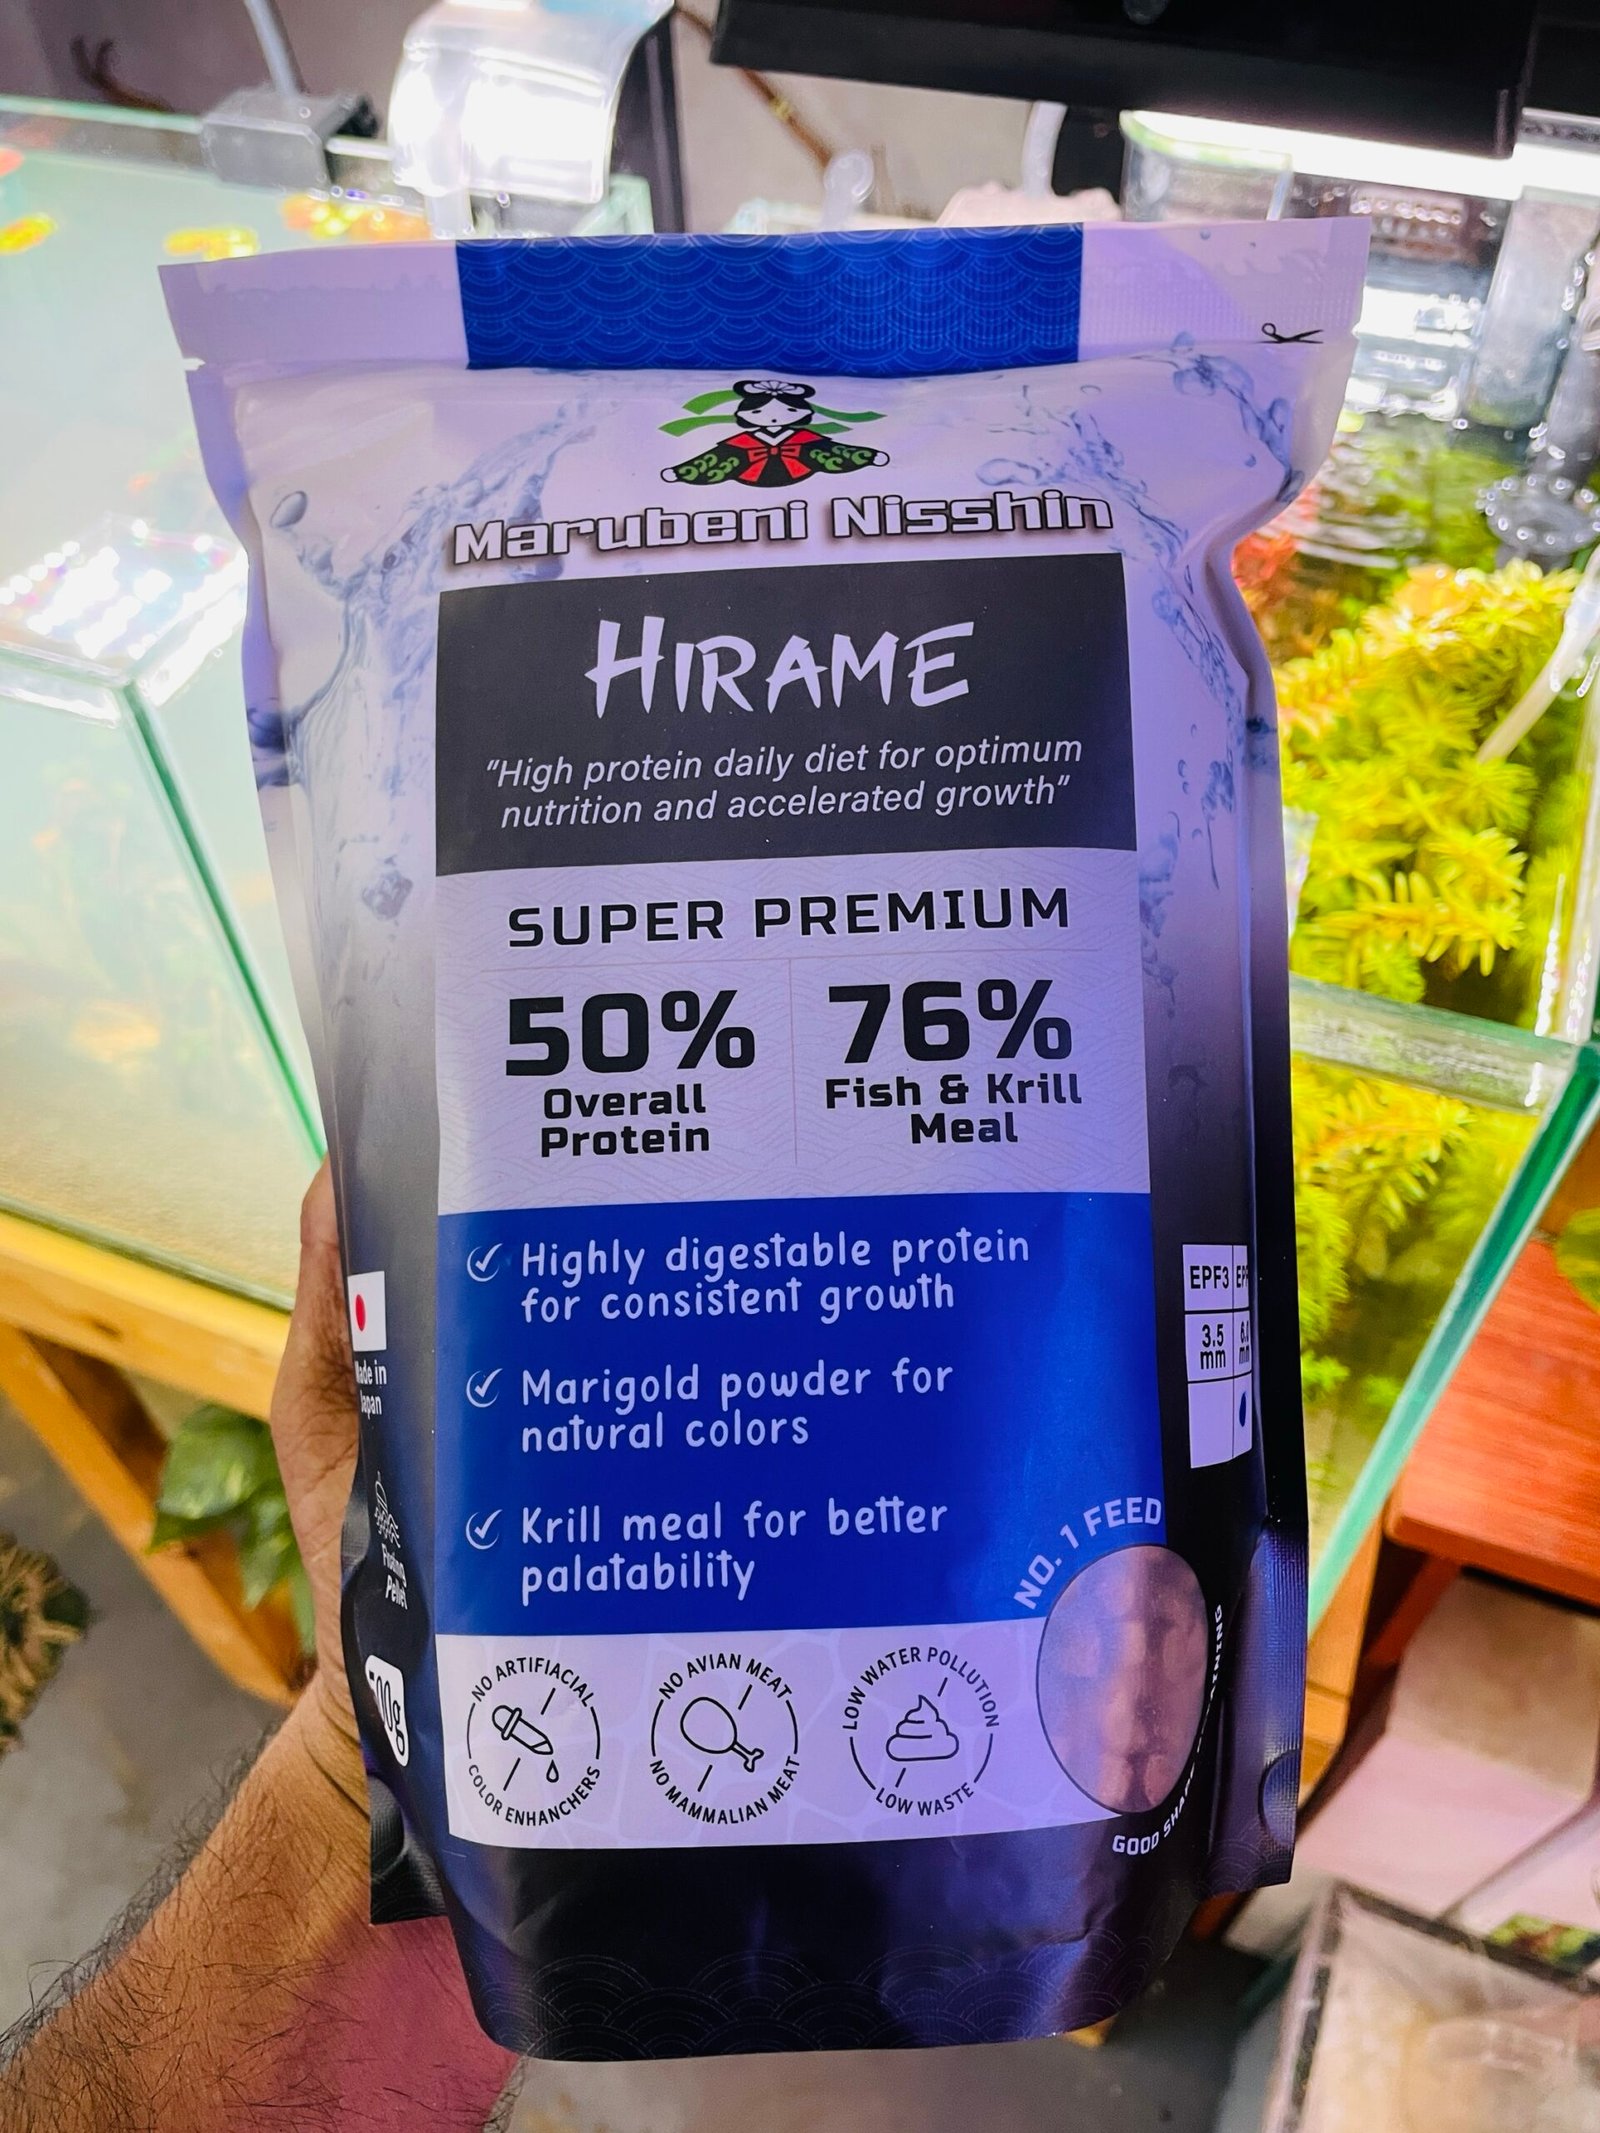 Marubeni Nisshin
HIRAME
"High protein daily diet for optimum
nutrition and accelerated growth"
SUPER PREMIUM
50%
Overall
Protein
76%
Fish & Krill
Meal
Highly digestable protein
for consistent growth
Marigold powder for
natural colors
Krill meal for better
palatability
NO ARTIFIACIAL
COLOR ENHANCHERS
NO AVIAN MEAT
NO MAMMALIAN MEAT
LOW WATER POLLUTION
LOW WASTE
NO. 1 FEED
GOOD
Made in
Japan
Pellet
EPF3
3.5
mm